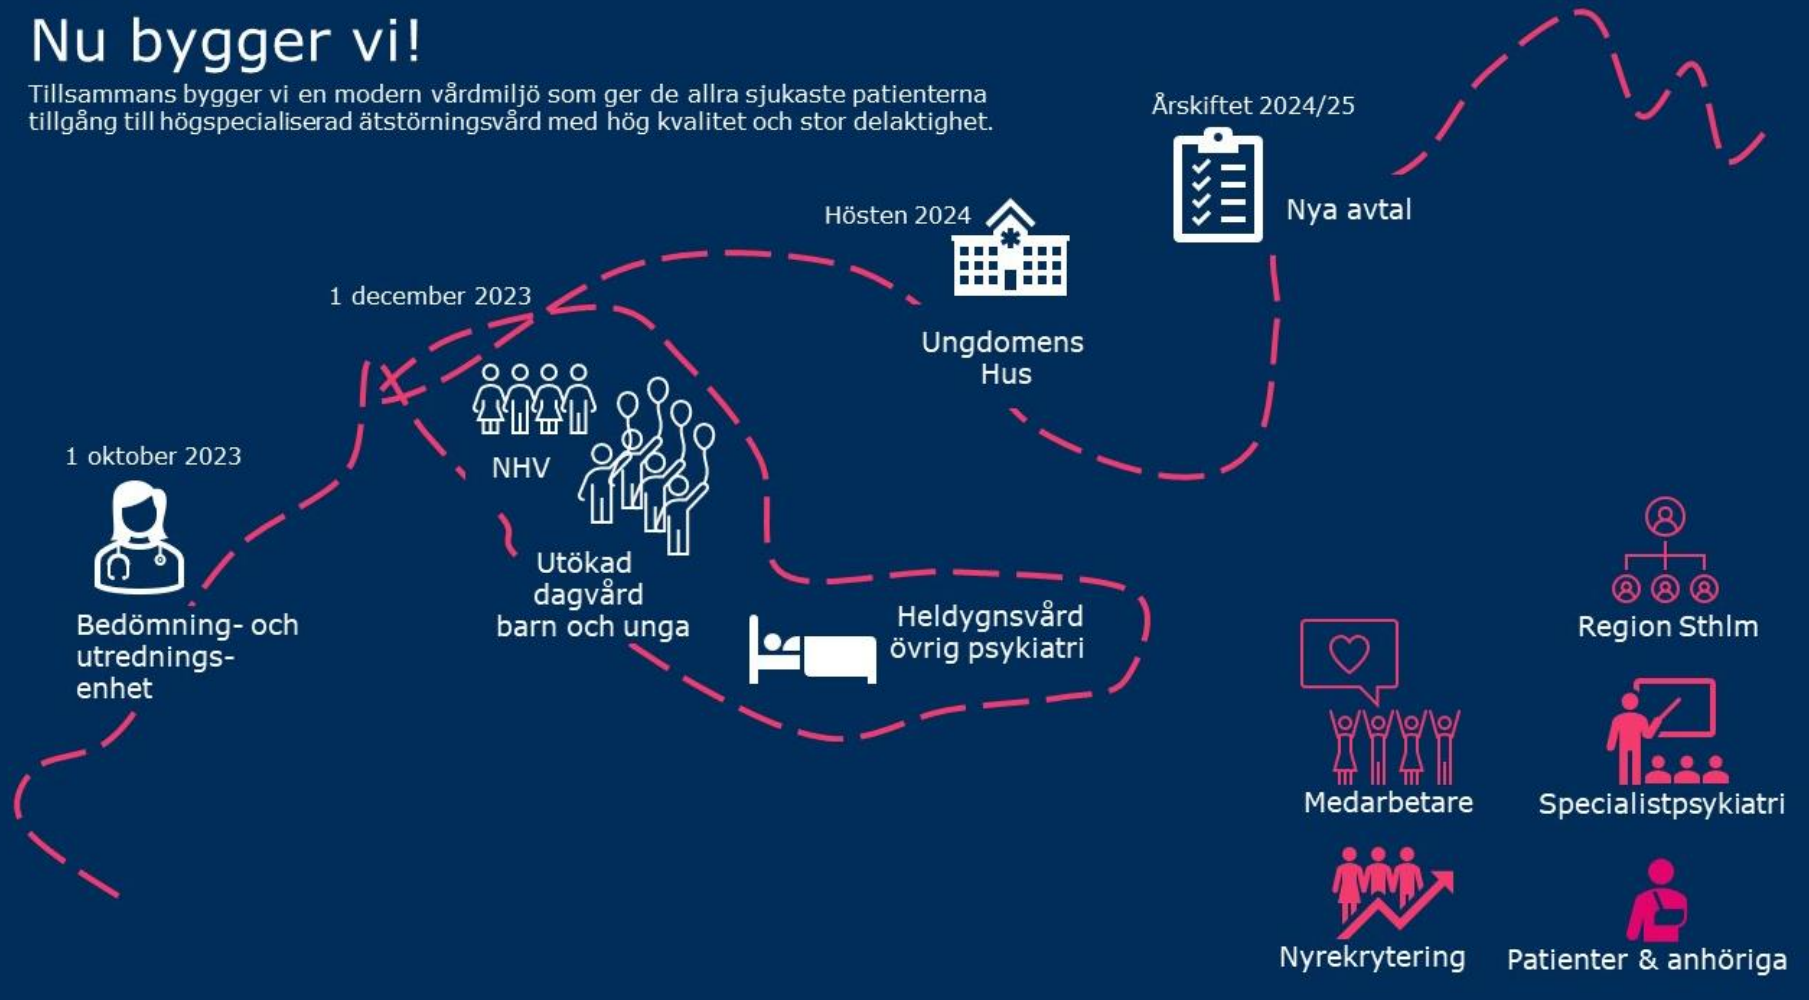 Nu bygger vi!
Tillsammans bygger vi en modern vårdmiljö som ger de allra sjukaste patienterna
tillgång till högspecialiserad ätstörningsvård med hög kvalitet och stor delaktighet.
1 oktober 2023
Bedömning- och
utrednings-
enhet
1 december 2023
NHV
Utökad
dagvård
barn och unga
Heldygnsvård
övrig psykiatri
Hösten 2024
Ungdomens
Hus
Årskiftet 2024/25
Nya avtal
Region Sthlm
Medarbetare
Specialistpsykiatri
Nyrekrytering
Patienter & anhöriga